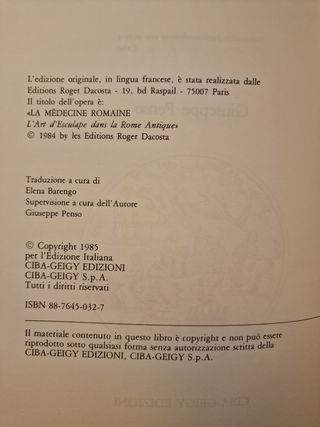 L'edizione originale, in lingua francese, è stata realizzata dalle
Editions Roger Dacosta - 19, bd Raspail - 75007 Paris
Il titolo dell'opera è:
«LA MÉDECINE ROMAINE
L'Art d'Esculape dans la Rome Antique»
© 1984 by les Editions Roger Dacosta
Traduzione a cura di
Elena Barengo
Supervisione a cura dell'Autore
Giuseppe Penso
© Copyright 1985
per l'Edizione Italiana
CIBA-GEIGY EDIZIONI
CIBA-GEIGY S.p.A.
Tutti i diritti riservati
ISBN 88-7645-032-7
Il materiale contenuto in questo libro è copyright e non può essere
riprodotto sotto qualsiasi forma senza autorizzazione scritta della
CIBA-GEIGY EDIZIONI, CIBA-GEIGY S.p.A.